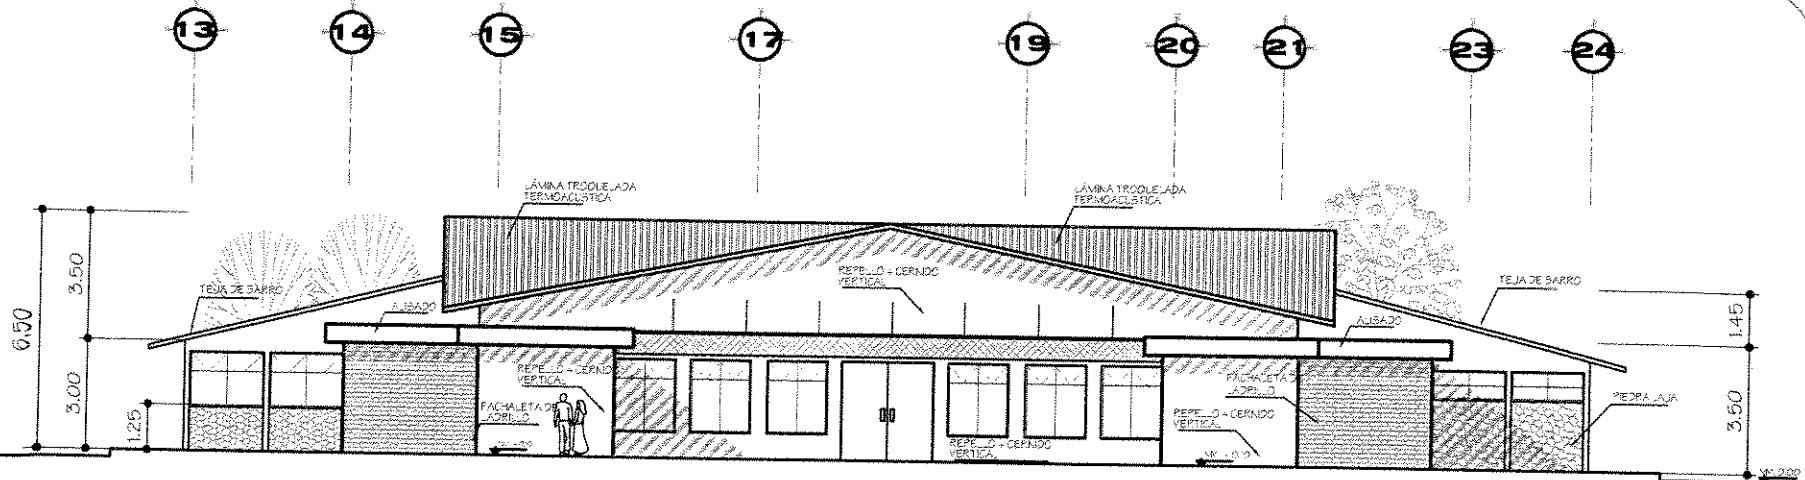 13 14 15 17 19 20 21 23 24
LÁMINA TROQUELADA
TERMOACUSTICA
LÁMINA TROQUELADA
TERMOACUSTICA
6.50
3.50
3.00
1.25
TEJA DE BARRO
ALISADO
REPELLO + CERNIDO
VERTICAL
TEJA DE BARRO
ALISADO
1.45
3.50
REPELLO + CERNIDO
VERTICAL
FACHALETA DE
LADRILLO
FACHALETA DE
LADRILLO
REPELLO + CERNIDO
VERTICAL
REPELLO + CERNIDO
VERTICAL
PIEDRA LAJA